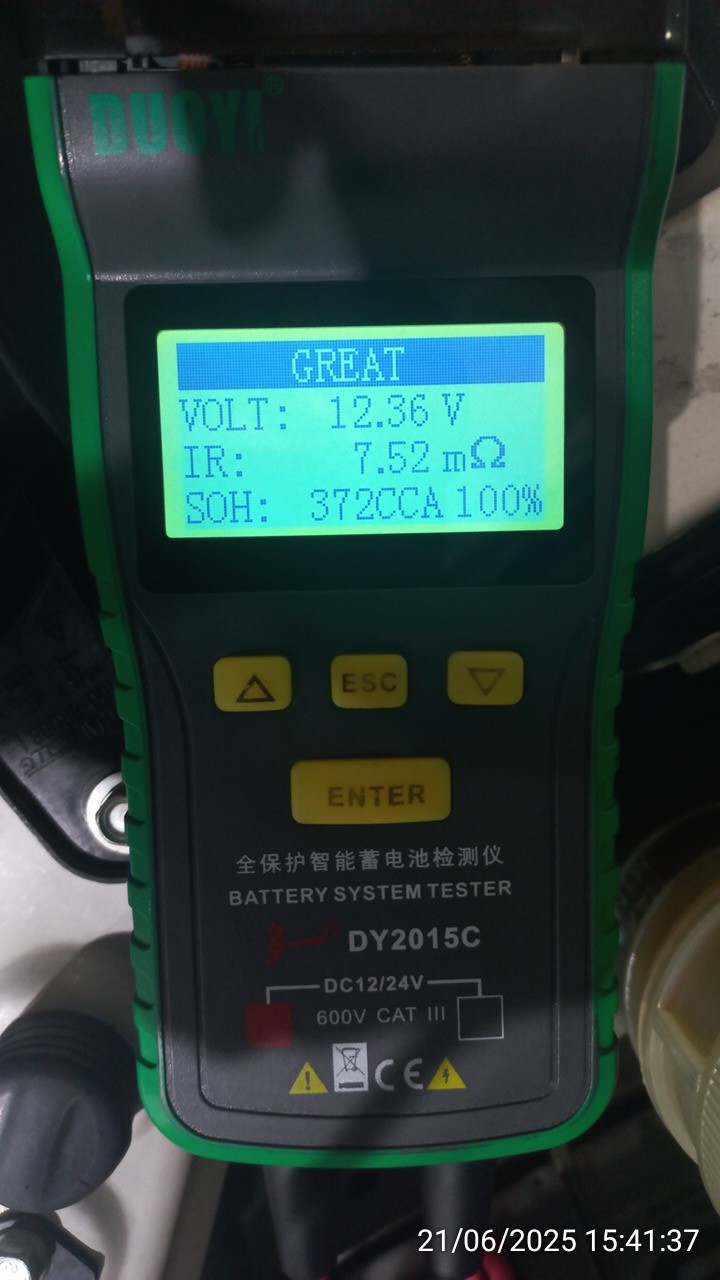 DUOYI®
GREAT
VOLT: 12.36 V
IR: 7.52 mΩ
SOH: 372CCA 100%
ESC
ENTER
全保护智能蓄电池检测仪
BATTERY SYSTEM TESTER
多一® DY2015C
DC12/24V
600V CAT III
CE
21/06/2025 15:41:37